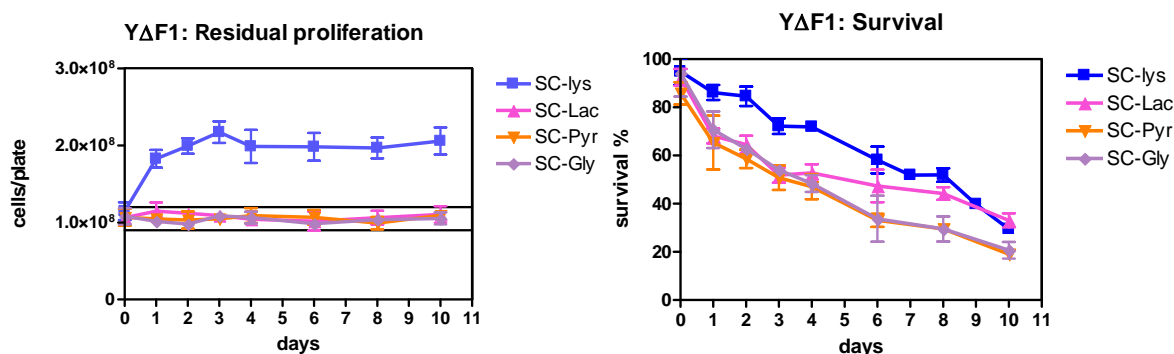 YΔF1: Residual proliferation
cells/plate
3.0×10⁸
2.0×10⁸
1.0×10⁸
0
0 1 2 3 4 5 6 7 8 9 10 11
days
SC-lys
SC-Lac
SC-Pyr
SC-Gly
YΔF1: Survival
survival %
100
80
60
40
20
0
0 1 2 3 4 5 6 7 8 9 10 11
days
SC-lys
SC-Lac
SC-Pyr
SC-Gly